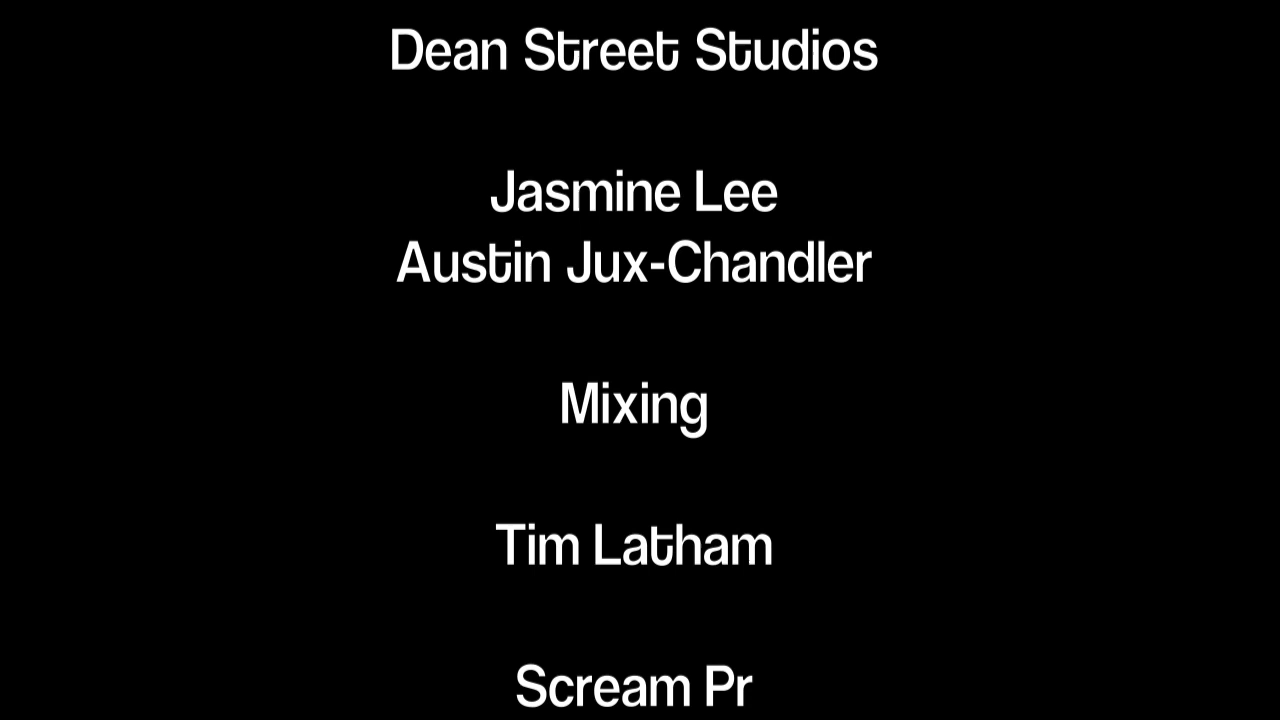 Dean Street Studios
Jasmine Lee
Austin Jux-Chandler
Mixing
Tim Latham
Scream Pr